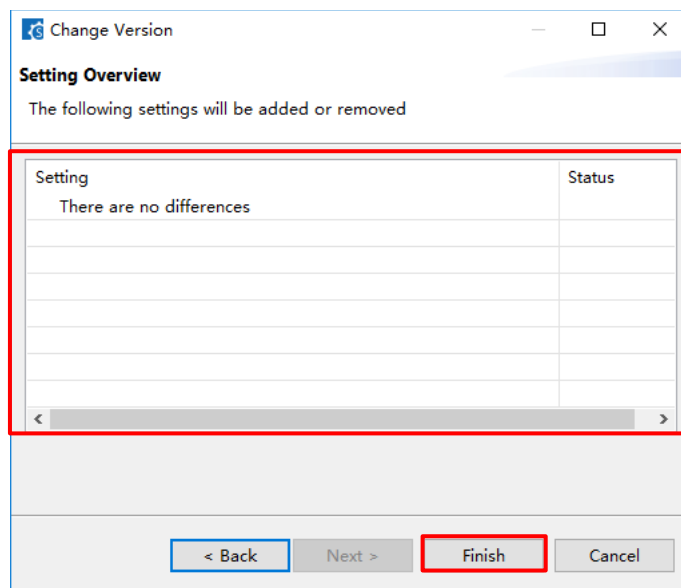 Change Version
Setting Overview
The following settings will be added or removed
Setting Status
There are no differences
< Back Next > Finish Cancel